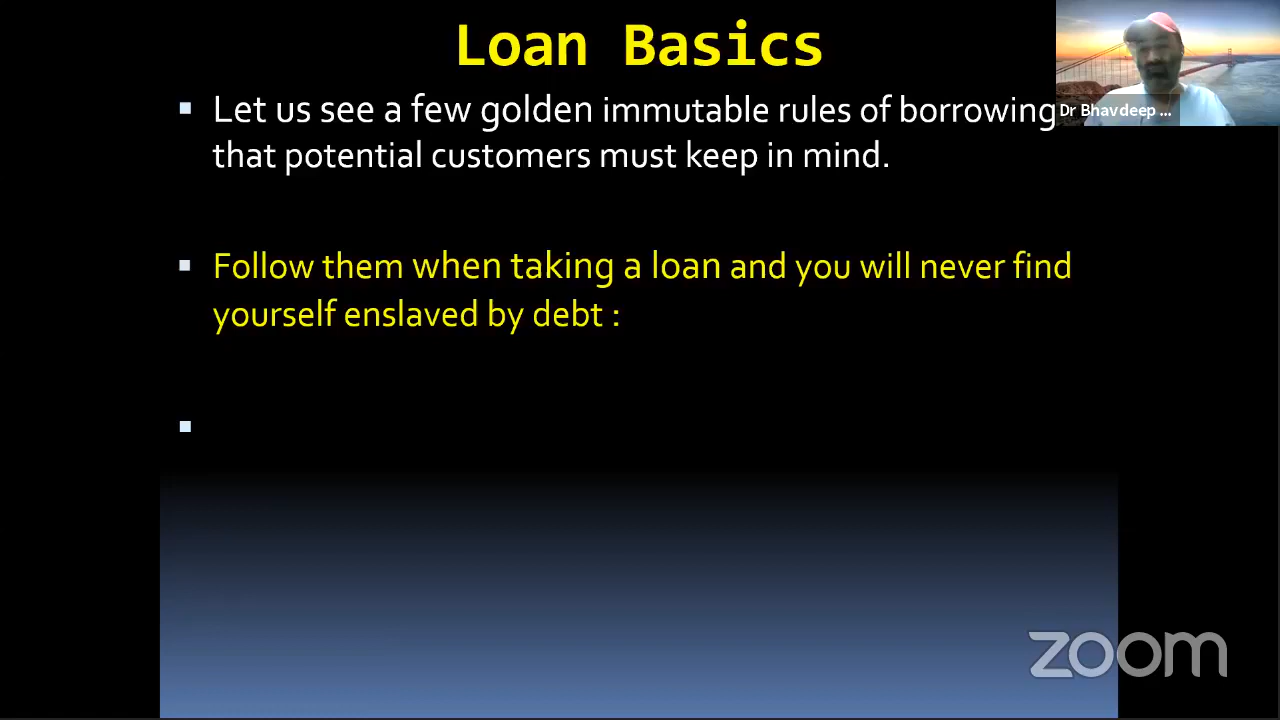 Loan Basics
Let us see a few golden immutable rules of borrowing
that potential customers must keep in mind.
Follow them when taking a loan and you will never find
yourself enslaved by debt :
Dr Bhavdeep ...
zoom